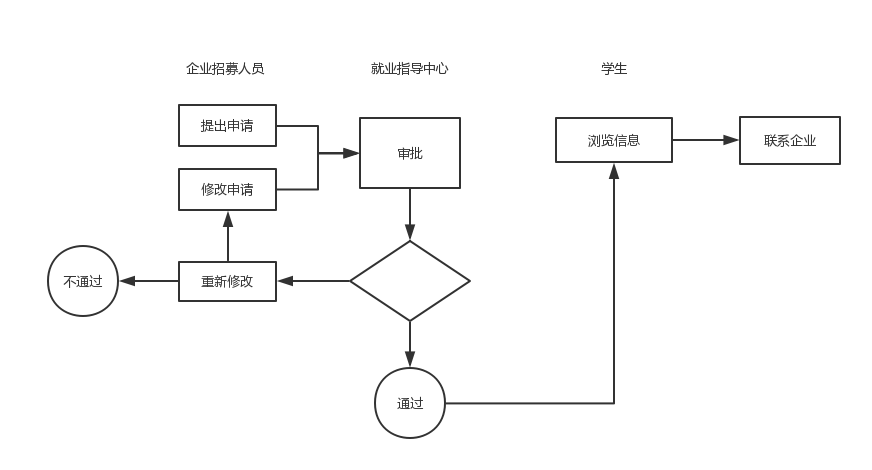 企业招募人员
就业指导中心
学生
提出申请
审批
浏览信息
联系企业
修改申请
不通过
重新修改
通过